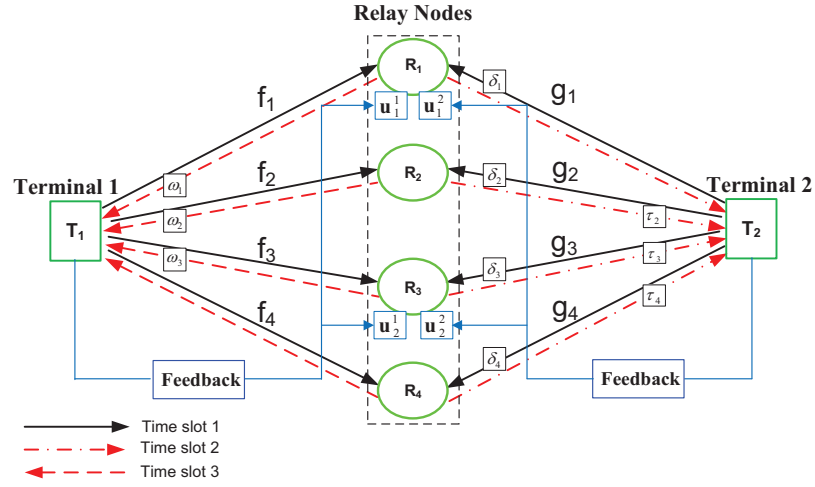 Relay Nodes
R₁
δ₁
f₁
g₁
u₁¹
u₁²
ω₁
R₂
δ₂
f₂
g₂
Terminal 1
Terminal 2
ω₂
τ₂
T₁
T₂
f₃
g₃
ω₃
δ₃
τ₃
R₃
f₄
g₄
τ₄
u₂¹
u₂²
δ₄
Feedback
R₄
Feedback
Time slot 1
Time slot 2
Time slot 3